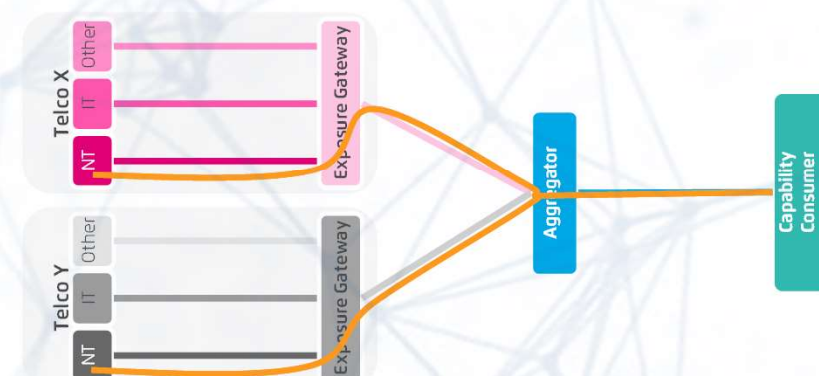 Telco X
Other
IT
NT
Exposure Gateway
Telco Y
Other
IT
NT
Exposure Gateway
Aggregator
Capability
Consumer